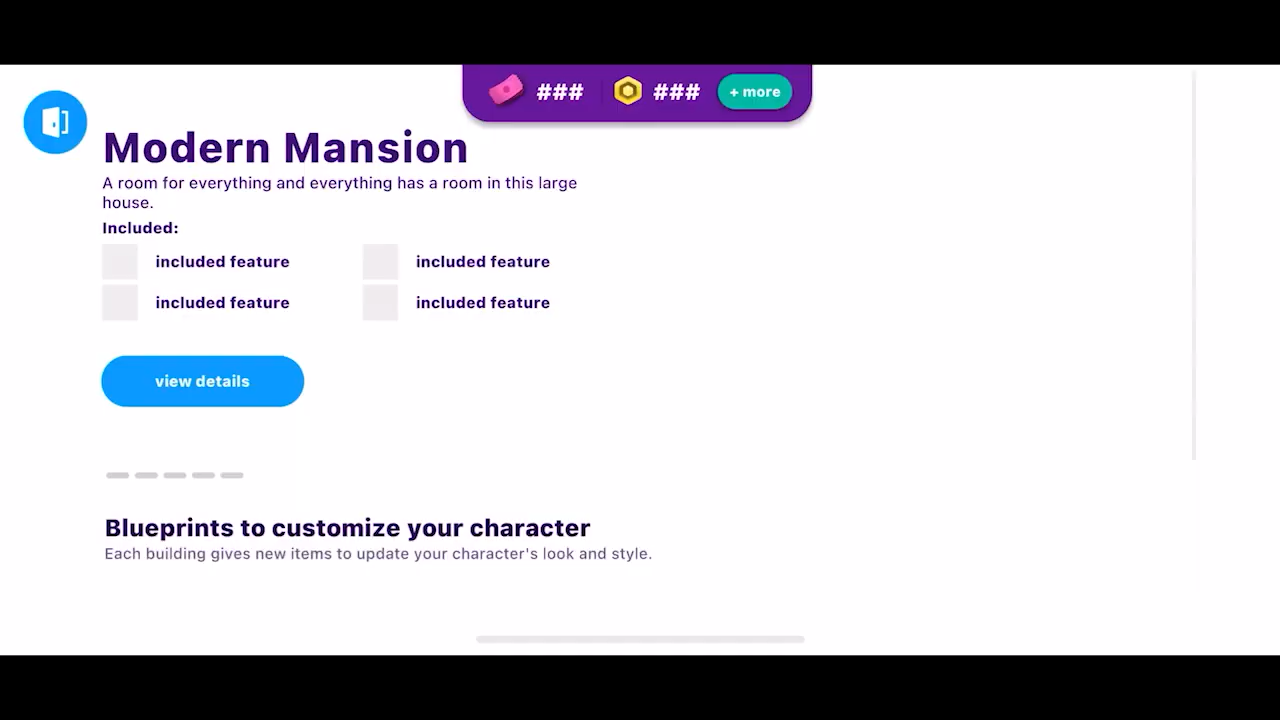 ### ### + more
Modern Mansion
A room for everything and everything has a room in this large
house.
Included:
included feature included feature
included feature included feature
view details
Blueprints to customize your character
Each building gives new items to update your character's look and style.